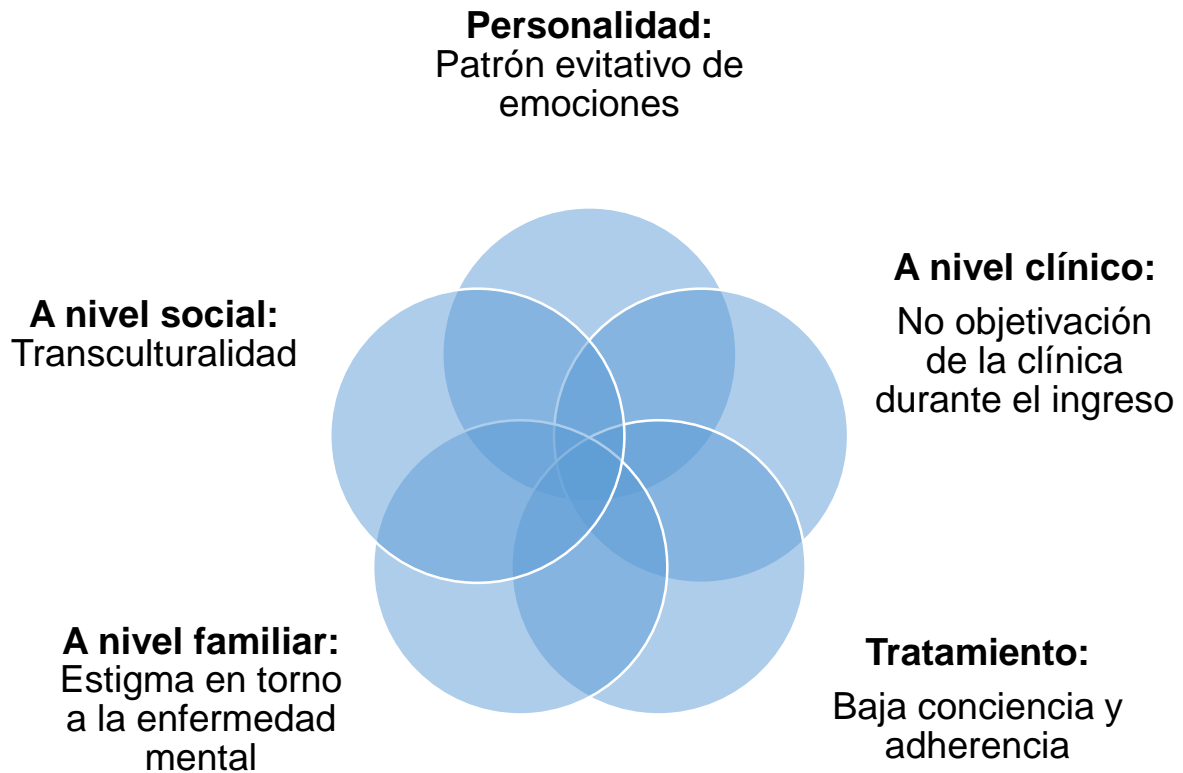 Personalidad:
Patrón evitativo de
emociones
A nivel clínico:
No objetivación
de la clínica
durante el ingreso
A nivel social:
Transculturalidad
A nivel familiar:
Estigma en torno
a la enfermedad
mental
Tratamiento:
Baja conciencia y
adherencia